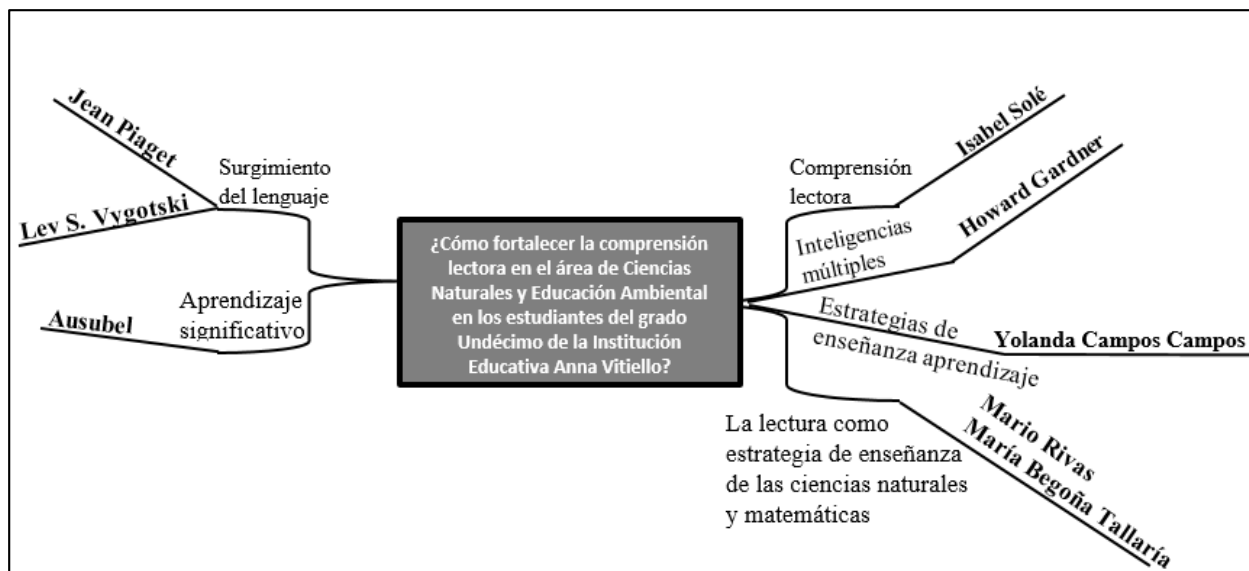 Jean Piaget
Surgimiento
del lenguaje
Lev S. Vygotski
Aprendizaje
significativo
Ausubel
¿Cómo fortalecer la comprensión
lectora en el área de Ciencias
Naturales y Educación Ambiental
en los estudiantes del grado
Undécimo de la Institución
Educativa Anna Vitiello?
Comprensión
lectora
Isabel Solé
Inteligencias
múltiples
Howard Gardner
Estrategias de
enseñanza aprendizaje
Yolanda Campos Campos
La lectura como
estrategia de enseñanza
de las ciencias naturales
y matemáticas
Mario Rivas
María Begoña Tallaría